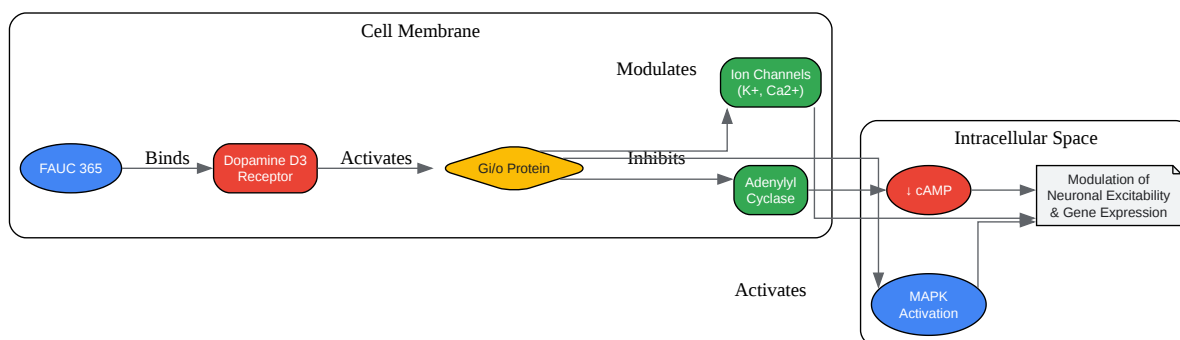 Cell Membrane
Modulates
Ion Channels
(K+, Ca2+)
Intracellular Space
FAUC 365
Binds
Dopamine D3
Receptor
Activates
Gi/o Protein
Inhibits
Adenylyl
Cyclase
↓ cAMP
Modulation of
Neuronal Excitability
& Gene Expression
Activates
MAPK
Activation